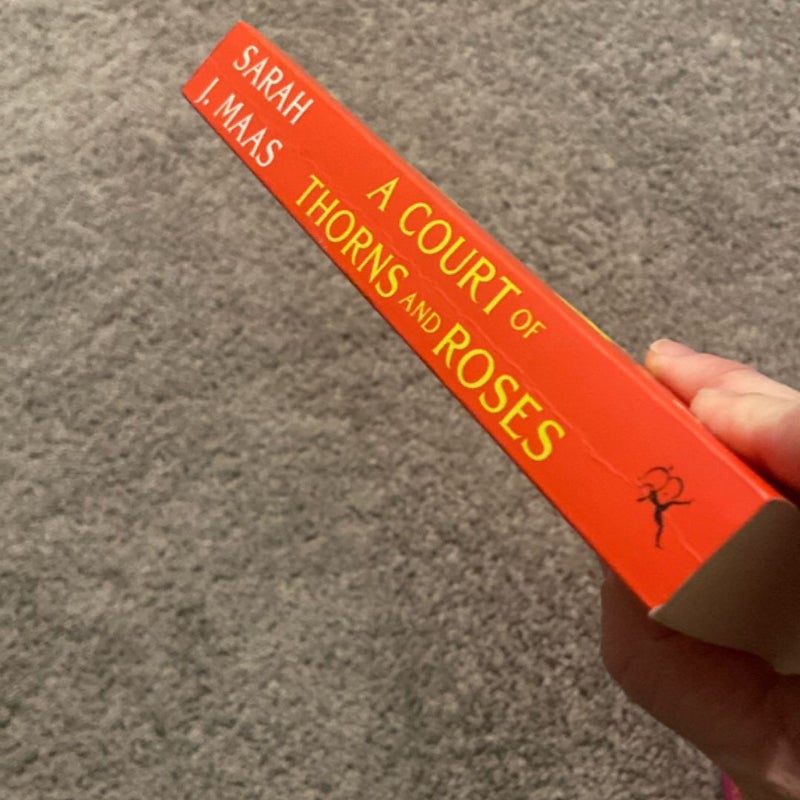 SARAH
J. MAAS
A COURT OF
THORNS AND ROSES